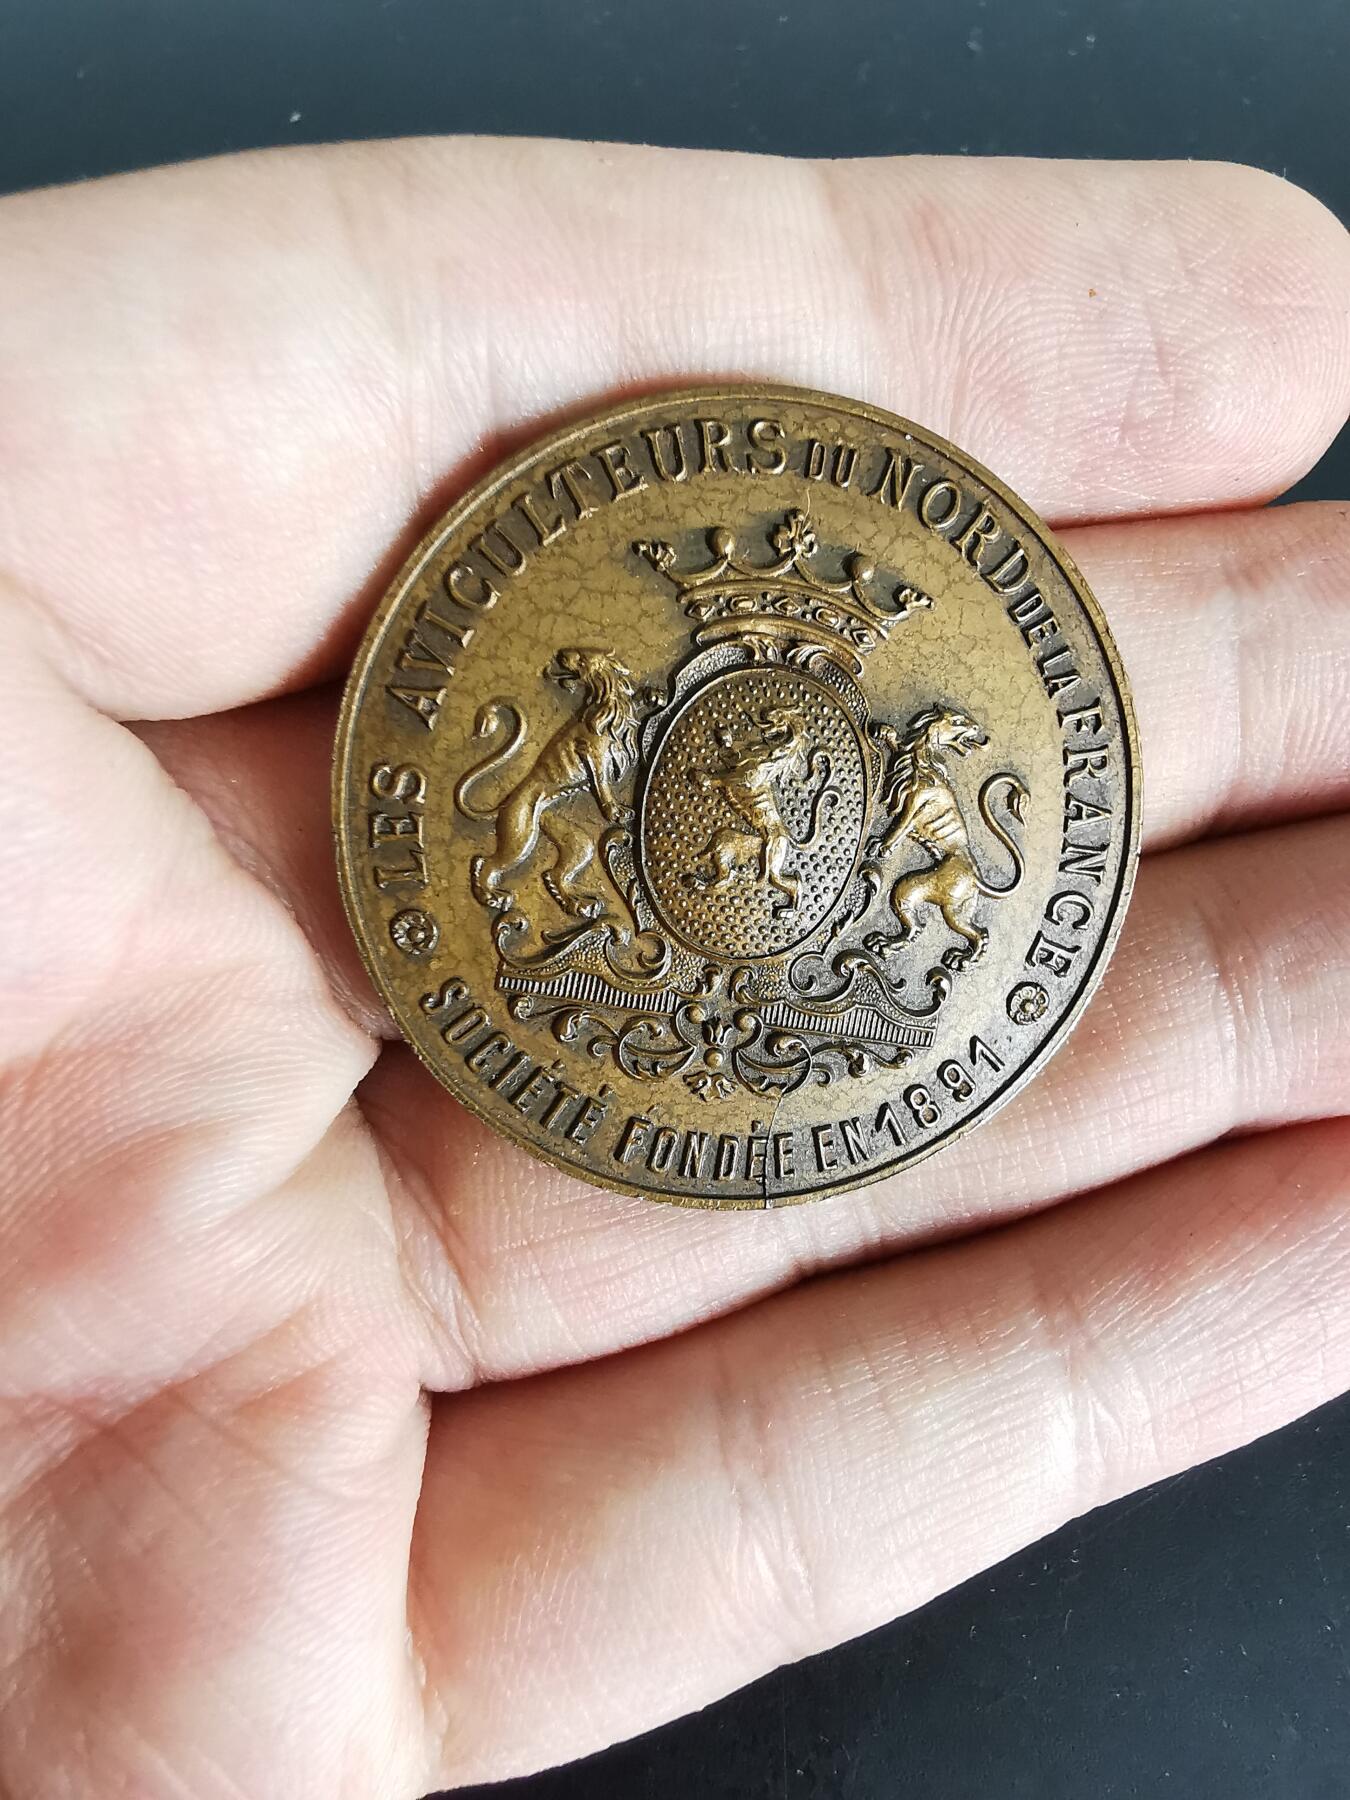 LES AVICULTEURS DU NORD DE LA FRANCE
SOCIÉTÉ FONDÉE EN 1891